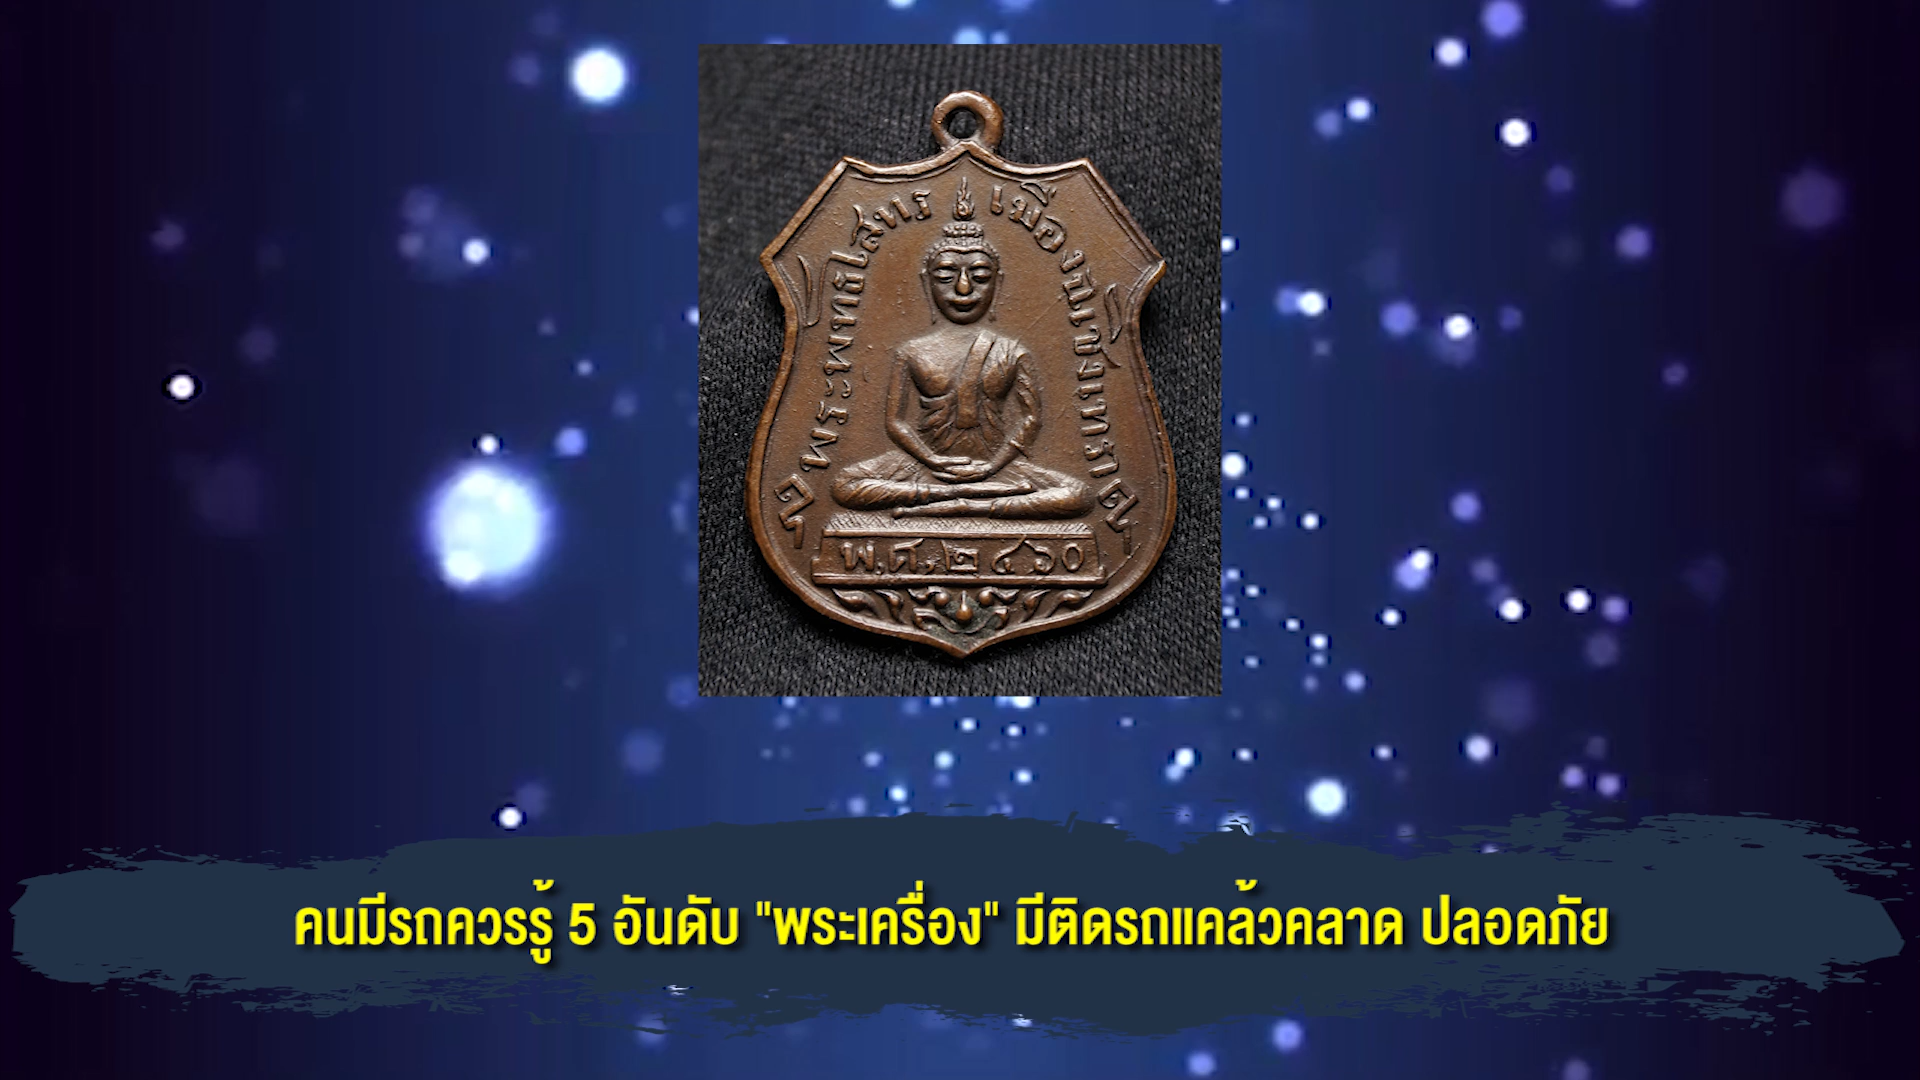 พระพุทธโสทร เมืองฉเชิงเทรา
พ.ศ.๒๔๖๐
คนมีรถควรรู้ 5 อันดับ "พระเครื่อง" มีติดรถแคล้วคลาด ปลอดภัย